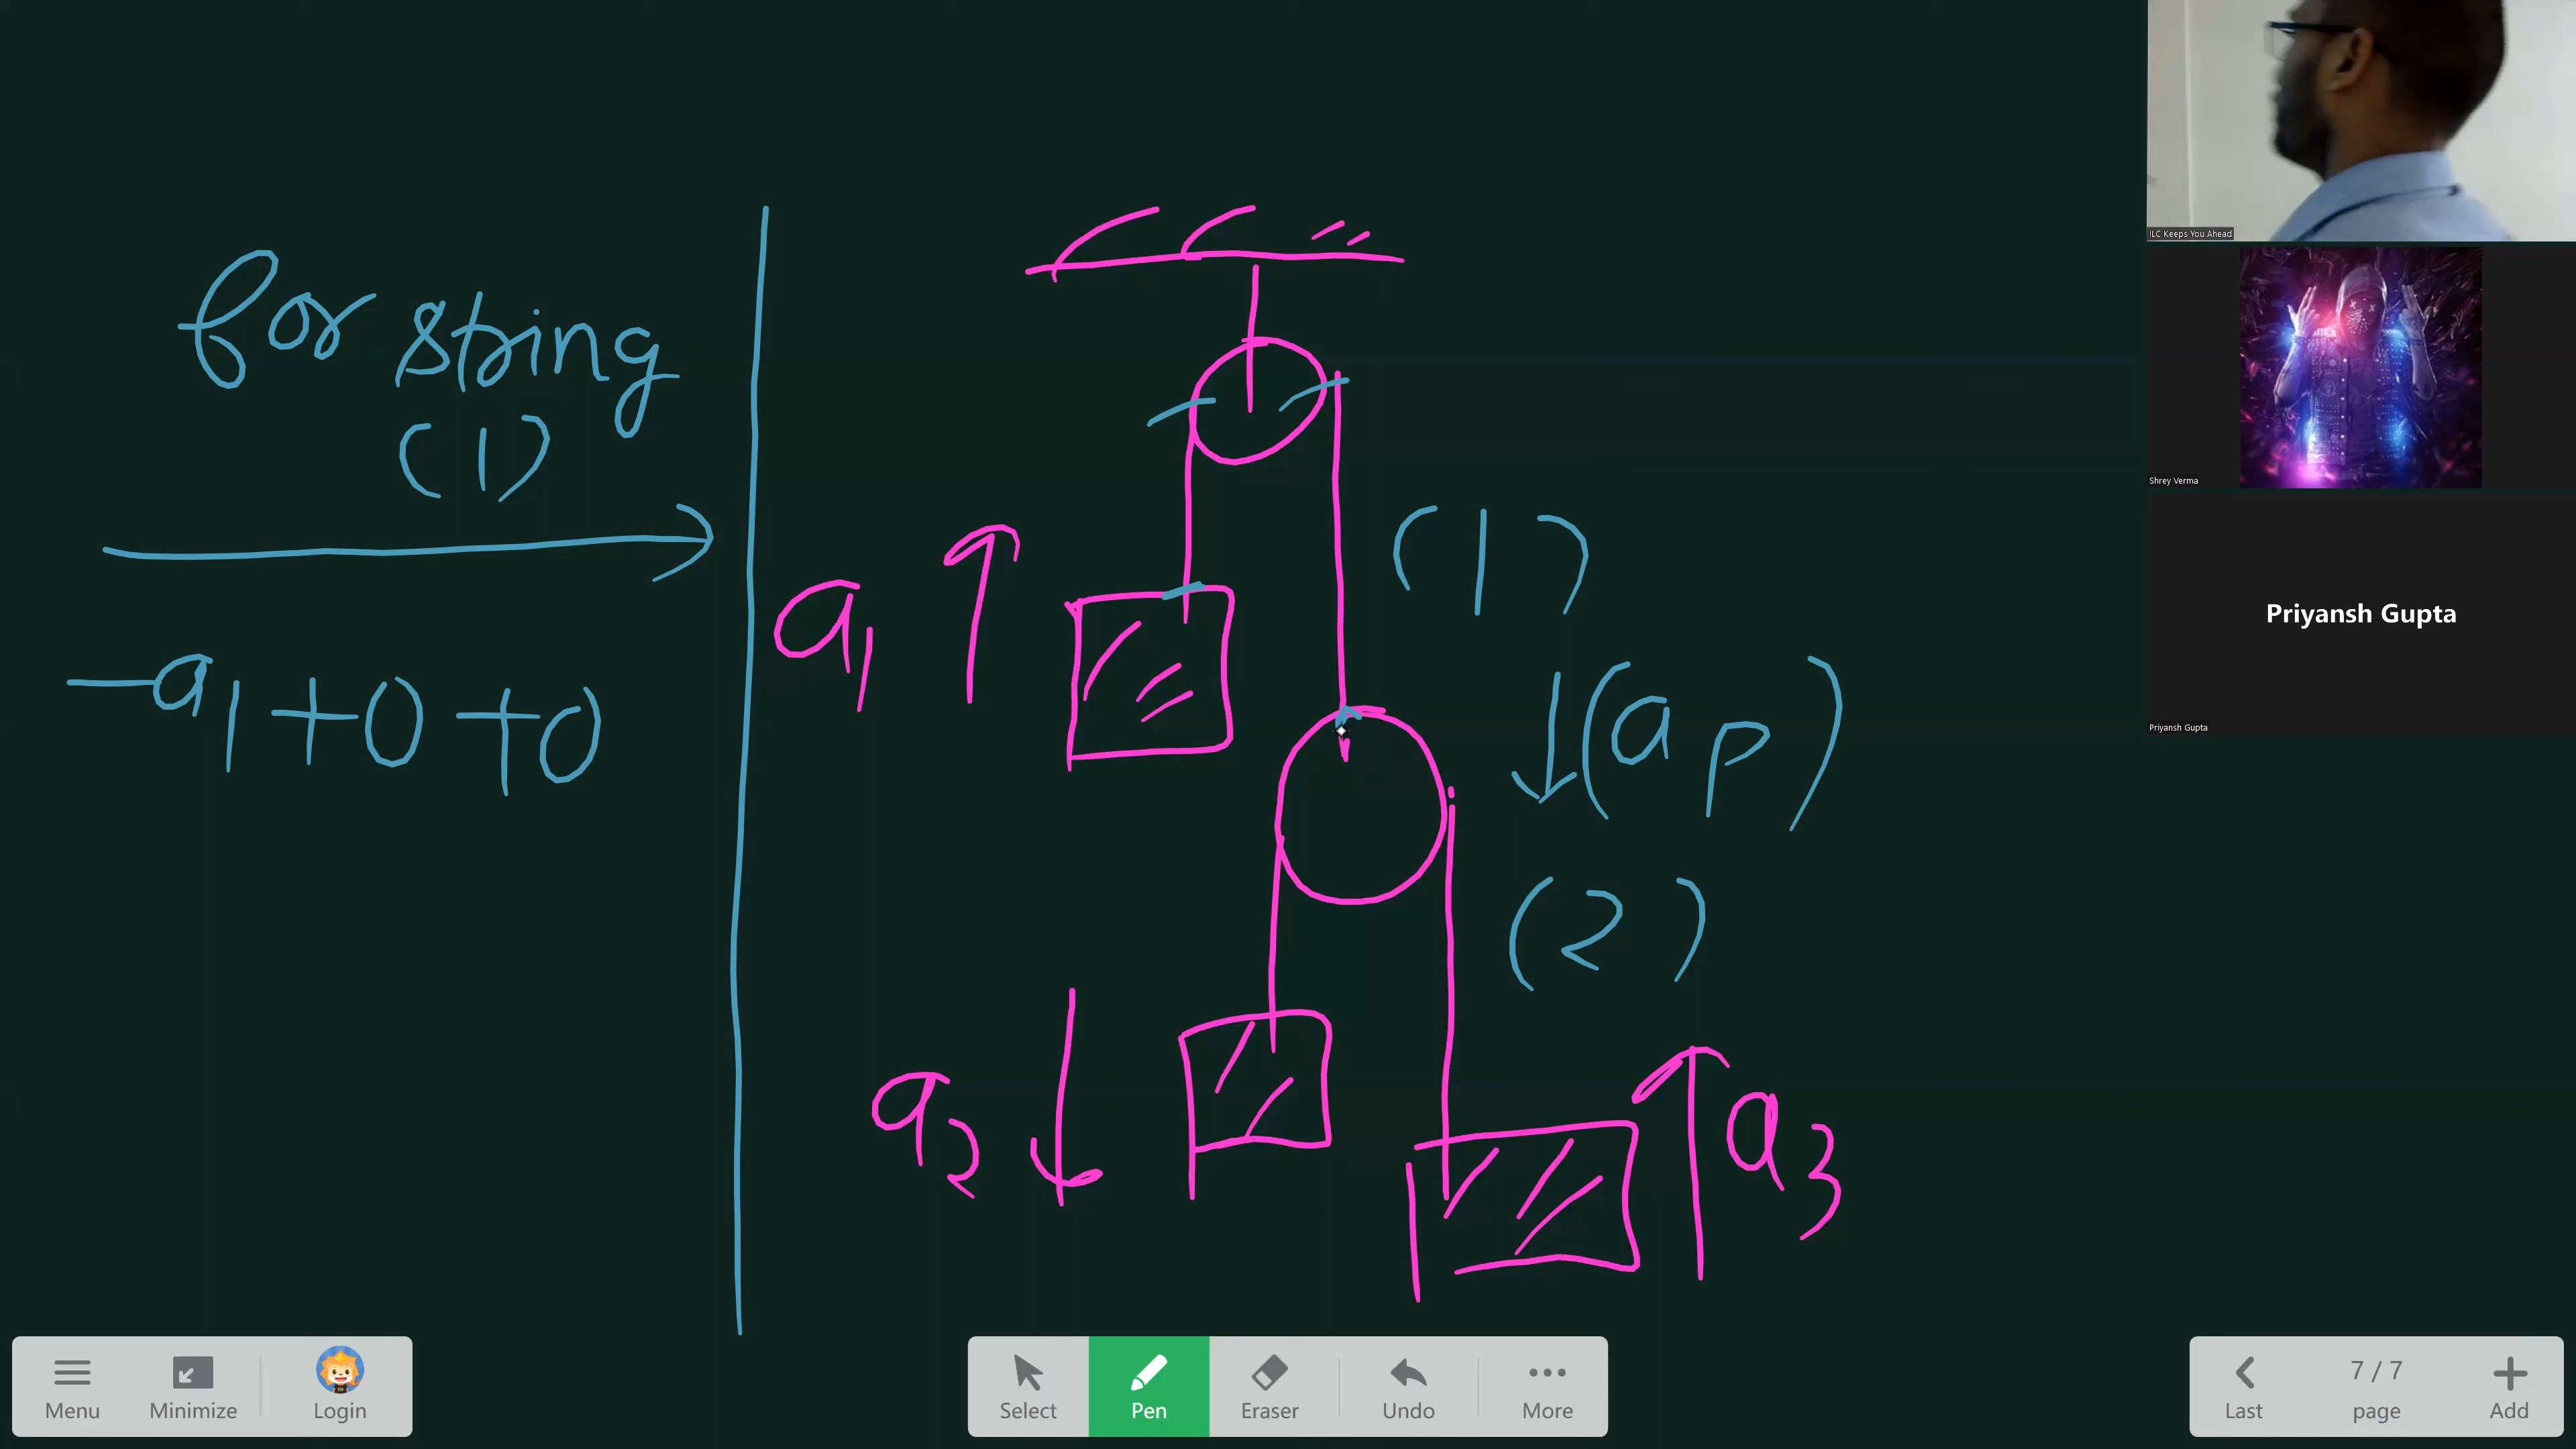 for string
(1)
-a1+0+0
a1
(1)
(ap)
(2)
a2
a3
ILC Keeps You Ahead
Shrey Verma
Priyansh Gupta
Priyansh Gupta
Menu
Minimize
Login
Select
Pen
Eraser
Undo
More
Last
7 / 7
page
Add